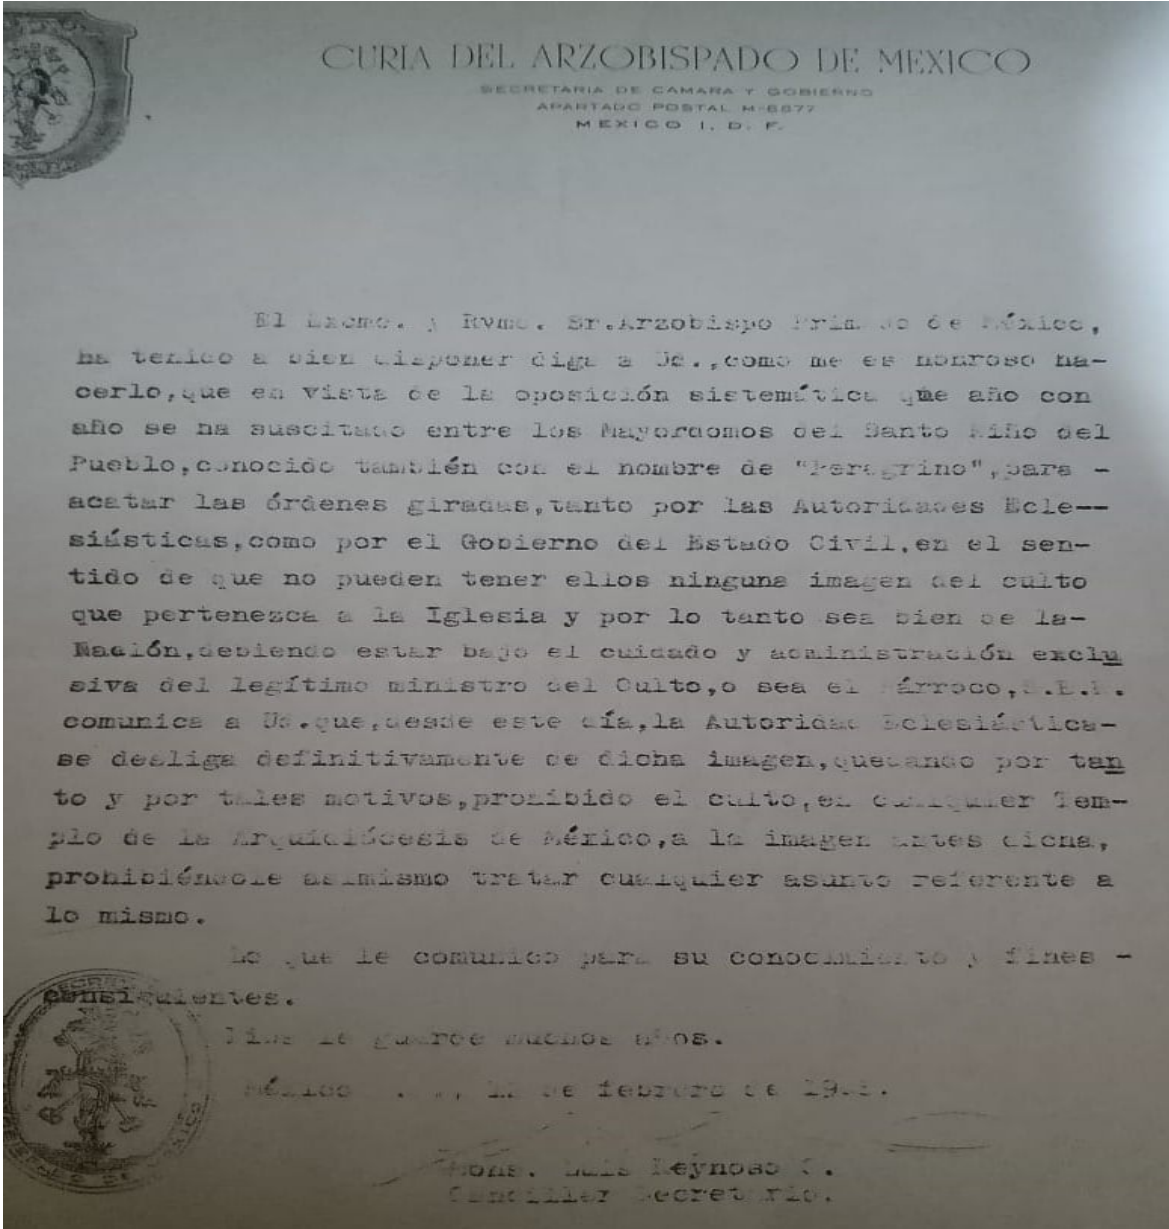 CURIA DEL ARZOBISPADO DE MEXICO
SECRETARIA DE CAMARA Y GOBIERNO
APARTADO POSTAL M-8877
MEXICO 1, D. F.
El Excmo. y Rvmo. Sr.Arzobispo Primado de México,
ha tenido a bien disponer diga a Ud.,como me es honroso ha-
cerlo,que en vista de la oposición sistemática que año con
año se ha suscitado entre los Mayordomos del Santo Niño del
Pueblo,conocido también con el nombre de "Peregrino",para -
acatar las órdenes giradas,tanto por las Autoridades Ecle--
siásticas,como por el Gobierno del Estado Civil,en el sen-
tido de que no pueden tener ellos ninguna imagen del culto
que pertenezca a la Iglesia y por lo tanto sea bien de la-
Nación,debiendo estar bajo el cuidado y administración exclu
siva del legítimo ministro del Culto,o sea el Párroco,S.E.R.
comunica a Ud.que,desde este día,la Autoridad Eclesiástica-
se desliga definitivamente de dicha imagen,quedando por tan
to y por tales motivos,prohibido el culto,en cualquier Tem-
plo de la Arquidiócesis de México,a la imagen antes dicha,
prohibiéndole asimismo tratar cualquier asunto referente a
lo mismo.
Lo que le comunico para su conocimiento y fines -
consiguientes.
Dios le guarde muchos años.
México 12 de febrero de
Mons. Luis Reynoso C.
Canciller Secretario.